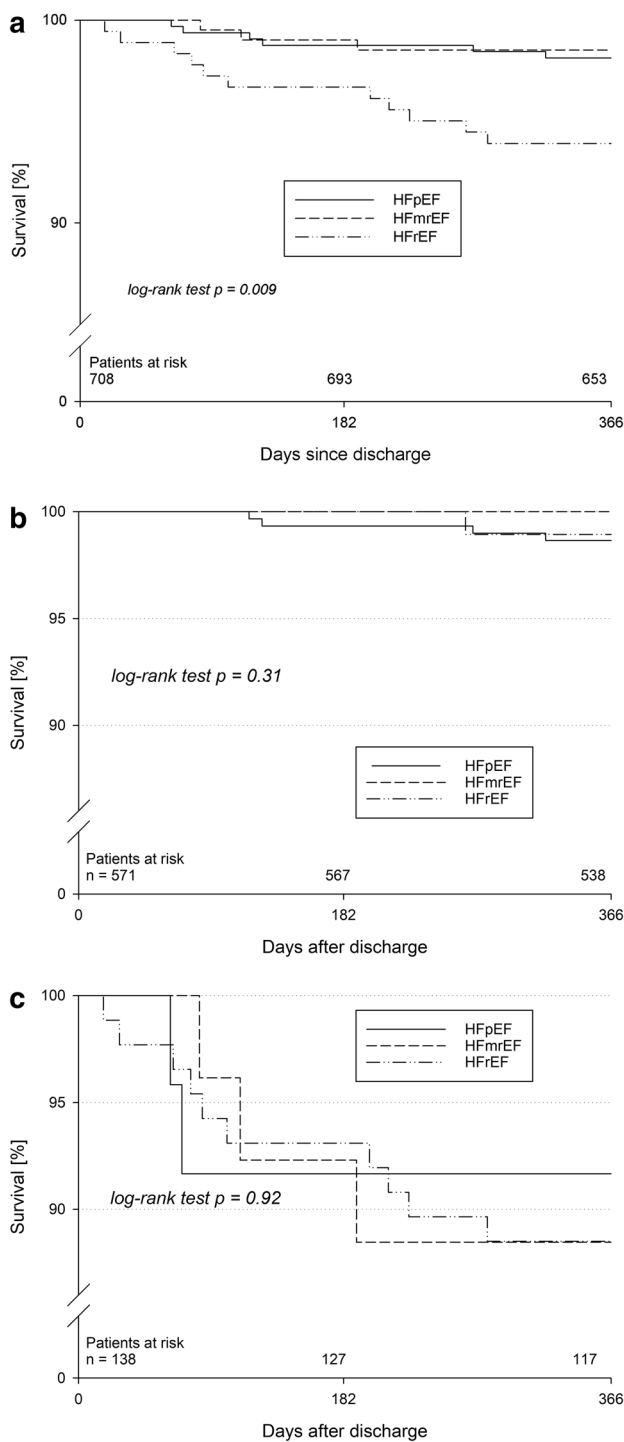 a
100
90
0
Survival [%]
HFpEF
HFmrEF
HFrEF
log-rank test p = 0.009
Patients at risk
708 693 653
0 182 366
Days since discharge
b
100
95
90
0
Survival [%]
log-rank test p = 0.31
HFpEF
HFmrEF
HFrEF
Patients at risk
n = 571 567 538
0 182 366
Days after discharge
c
100
95
90
0
Survival [%]
HFpEF
HFmrEF
HFrEF
log-rank test p = 0.92
Patients at risk
n = 138 127 117
0 182 366
Days after discharge